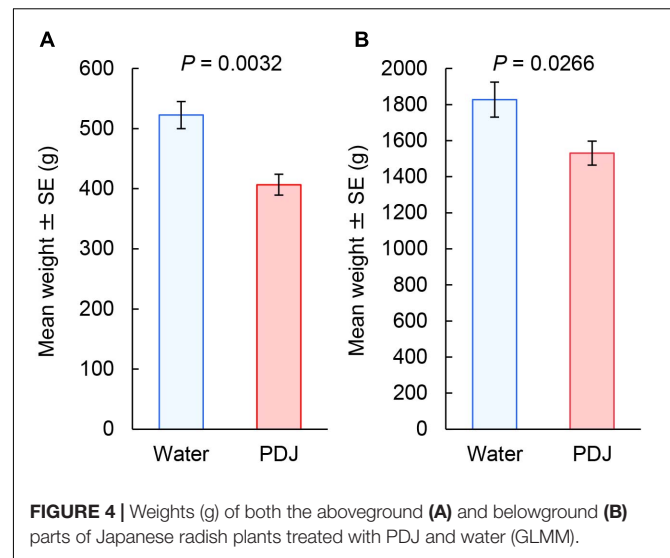 A
P = 0.0032
600
500
400
300
200
100
0
Mean weight ± SE (g)
Water PDJ
B
P = 0.0266
2000
1800
1600
1400
1200
1000
800
600
400
200
0
Mean weight ± SE (g)
Water PDJ
FIGURE 4 | Weights (g) of both the aboveground (A) and belowground (B)
parts of Japanese radish plants treated with PDJ and water (GLMM).